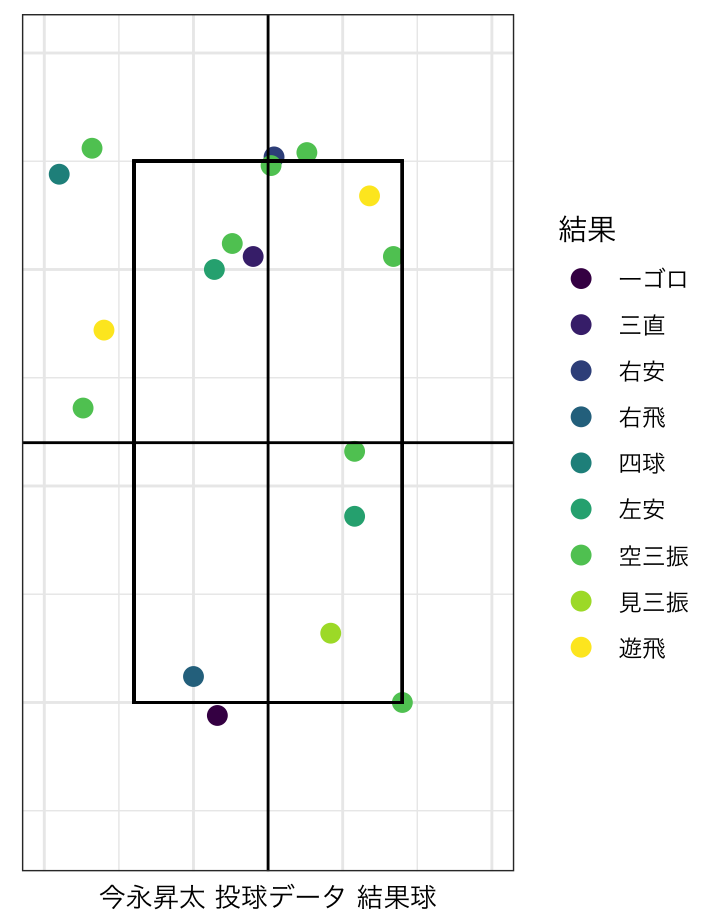 結果
一ゴロ
三直
右安
右飛
四球
左安
空三振
見三振
遊飛
今永昇太 投球データ 結果球